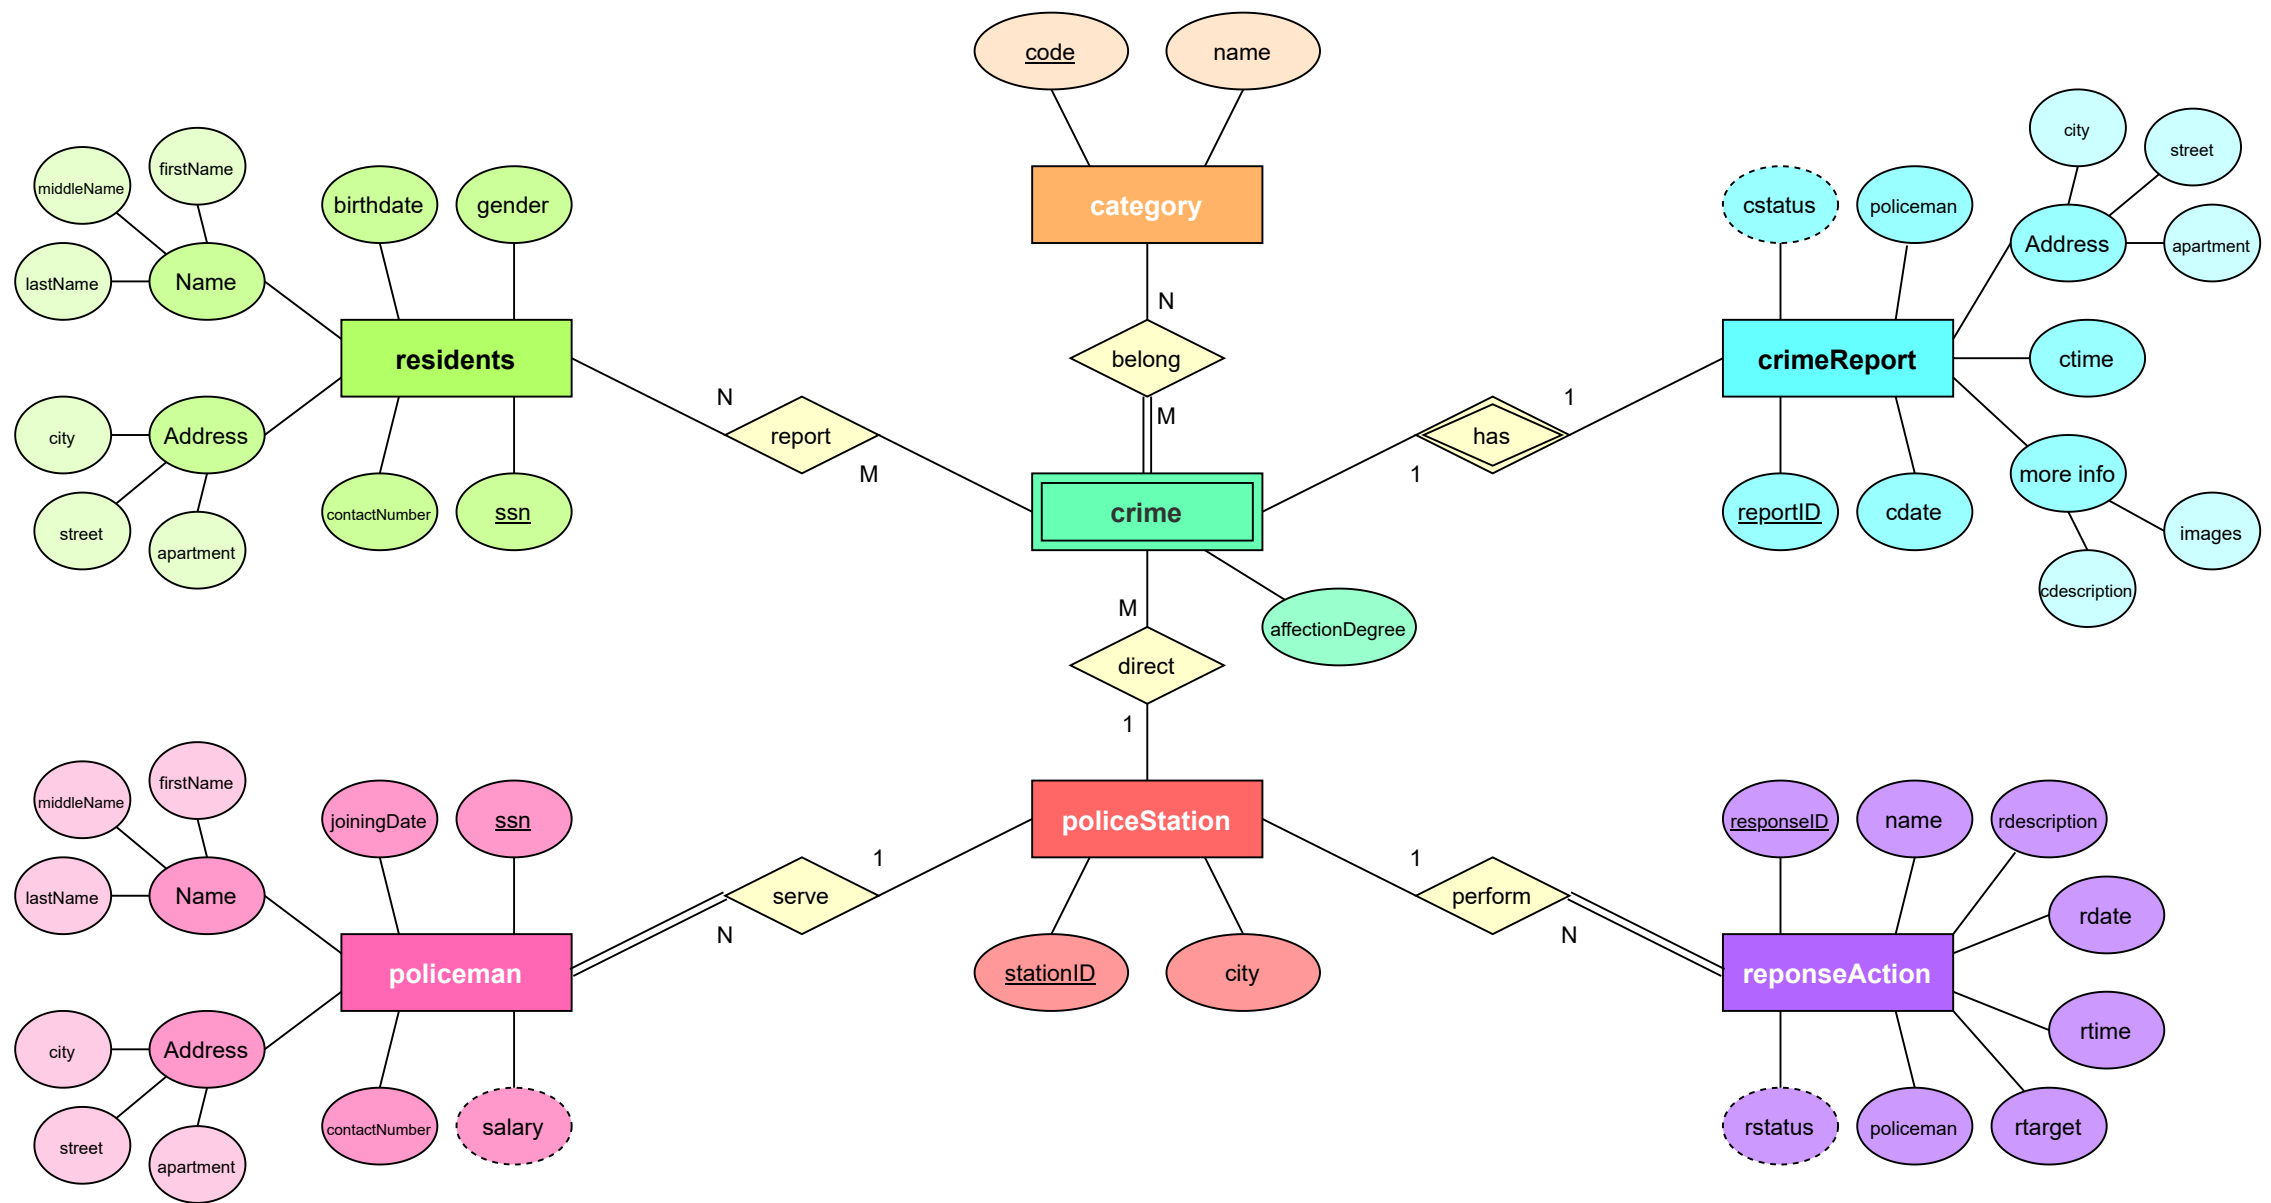 code
name
city
street
firstName
middleName
birthdate
gender
category
cstatus
policeman
Address
apartment
lastName
Name
N
belong
residents
crimeReport
ctime
N
M
1
city
Address
report
has
M
1
more info
street
apartment
contactNumber
ssn
crime
reportID
cdate
images
cdescription
M
affectionDegree
direct
1
firstName
middleName
joiningDate
ssn
policeStation
responseID
name
rdescription
1
1
lastName
Name
serve
perform
rdate
N
N
policeman
stationID
city
reponseAction
city
Address
rtime
street
apartment
contactNumber
salary
rstatus
policeman
rtarget